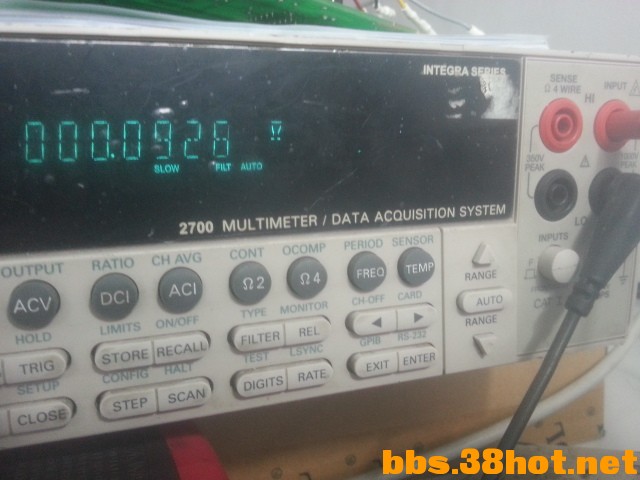 INTEGRA SERIES
000.0926 Ω
SLOW FILT AUTO
2700 MULTIMETER / DATA ACQUISITION SYSTEM
SENSE
Ω 4 WIRE
INPUT
HI
350V
PEAK
PEAK
INPUTS
OUTPUT
RATIO
CH AVG
CONT
OCOMP
PERIOD
SENSOR
ACV
DCI
ACI
Ω2
Ω4
FREQ
TEMP
RANGE
AUTO
RANGE
HOLD
LIMITS
ON/OFF
TYPE
MONITOR
CH-OFF
CARD
TRIG
STORE
RECALL
FILTER
REL
SETUP
CONFIG
HALT
TEST
LSYNC
GPIB
RS-232
CLOSE
STEP
SCAN
DIGITS
RATE
EXIT
ENTER
bbs.38hot.net